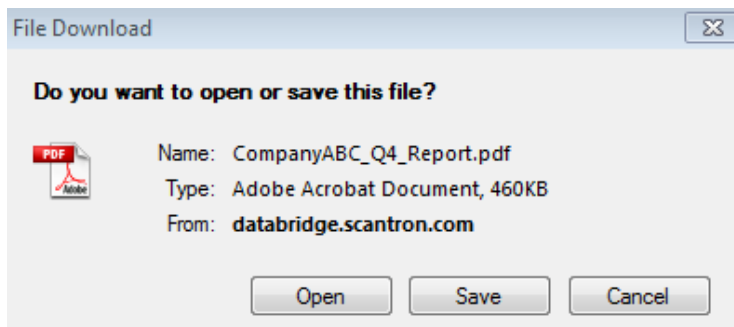 File Download
Do you want to open or save this file?
PDF
Adobe
Name: CompanyABC_Q4_Report.pdf
Type: Adobe Acrobat Document, 460KB
From: databridge.scantron.com
Open Save Cancel